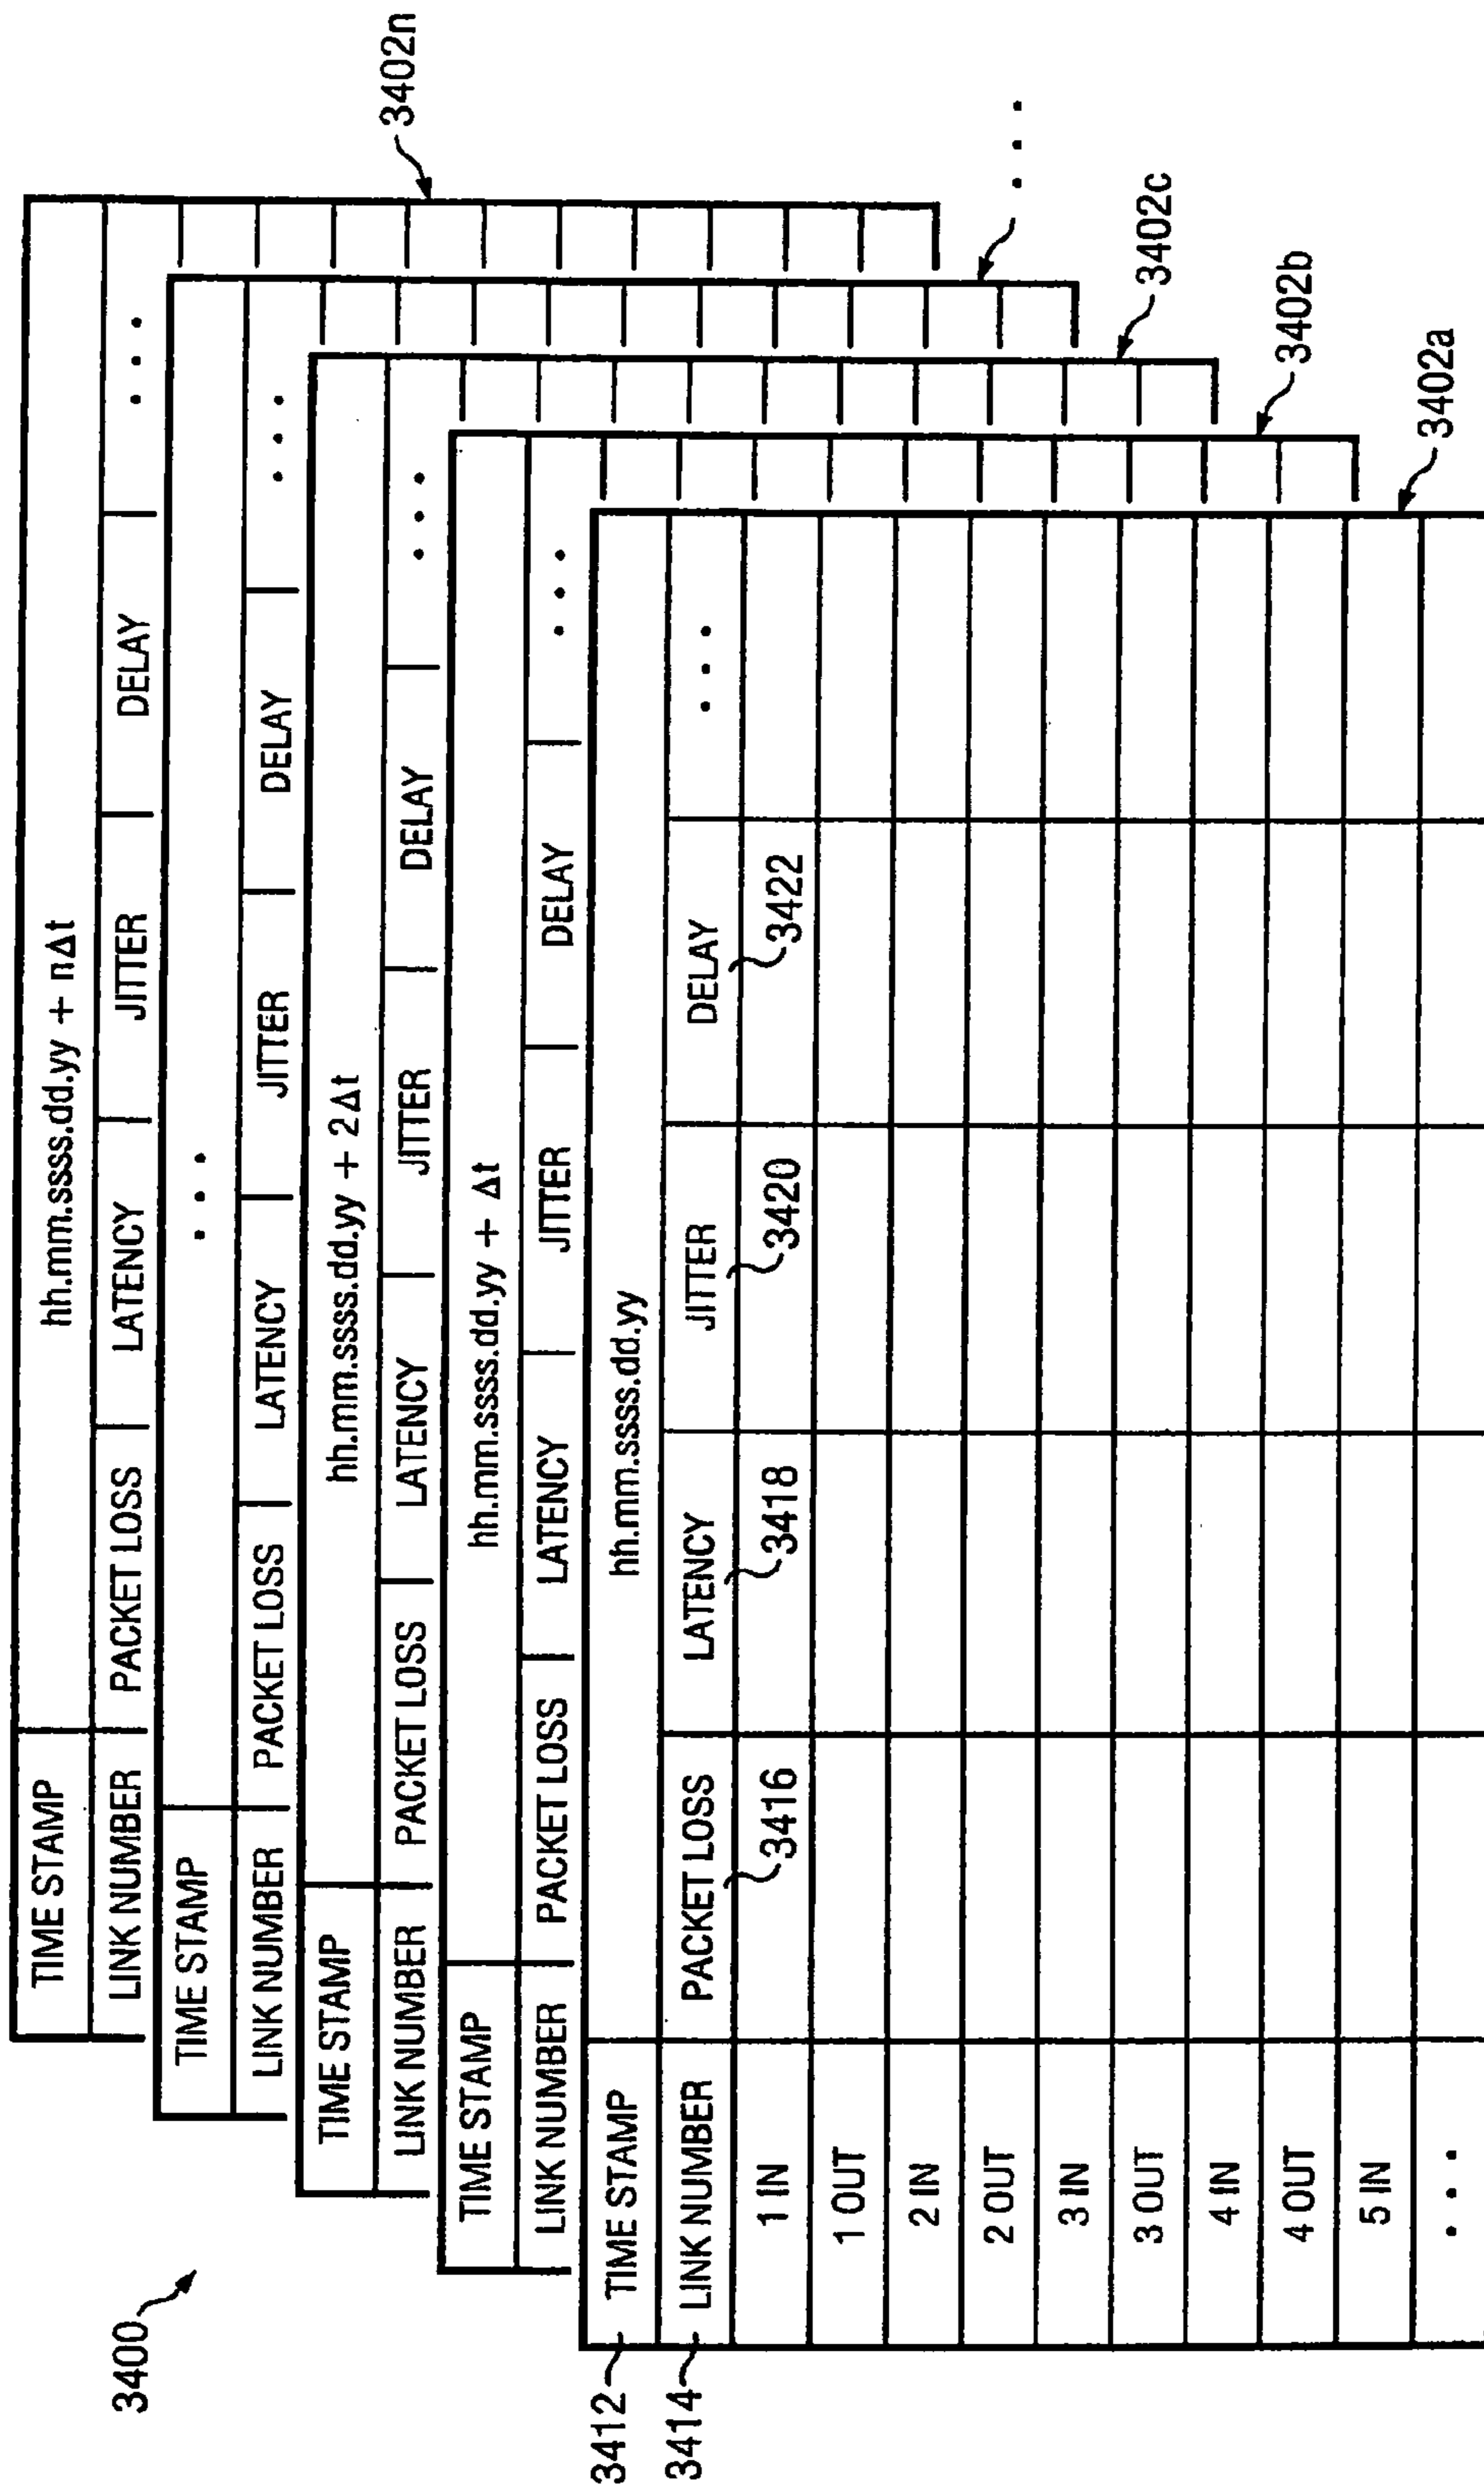 3400
TIME STAMP hh.mm.ssss.dd.yy + nΔt
LINK NUMBER PACKET LOSS LATENCY JITTER DELAY . . .
3402n
TIME STAMP . . .
LINK NUMBER PACKET LOSS LATENCY JITTER DELAY . . .
. . .
TIME STAMP hh.mm.ssss.dd.yy + 2Δt
LINK NUMBER PACKET LOSS LATENCY JITTER DELAY . . .
3402c
TIME STAMP hh.mm.ssss.dd.yy + Δt
LINK NUMBER PACKET LOSS LATENCY JITTER DELAY . . .
3402b
3412 TIME STAMP hh.mm.ssss.dd.yy
3414 LINK NUMBER PACKET LOSS LATENCY JITTER DELAY . . .
1 IN 3416 3418 3420 3422
1 OUT
2 IN
2 OUT
3 IN
3 OUT
4 IN
4 OUT
5 IN
3402a
. . .